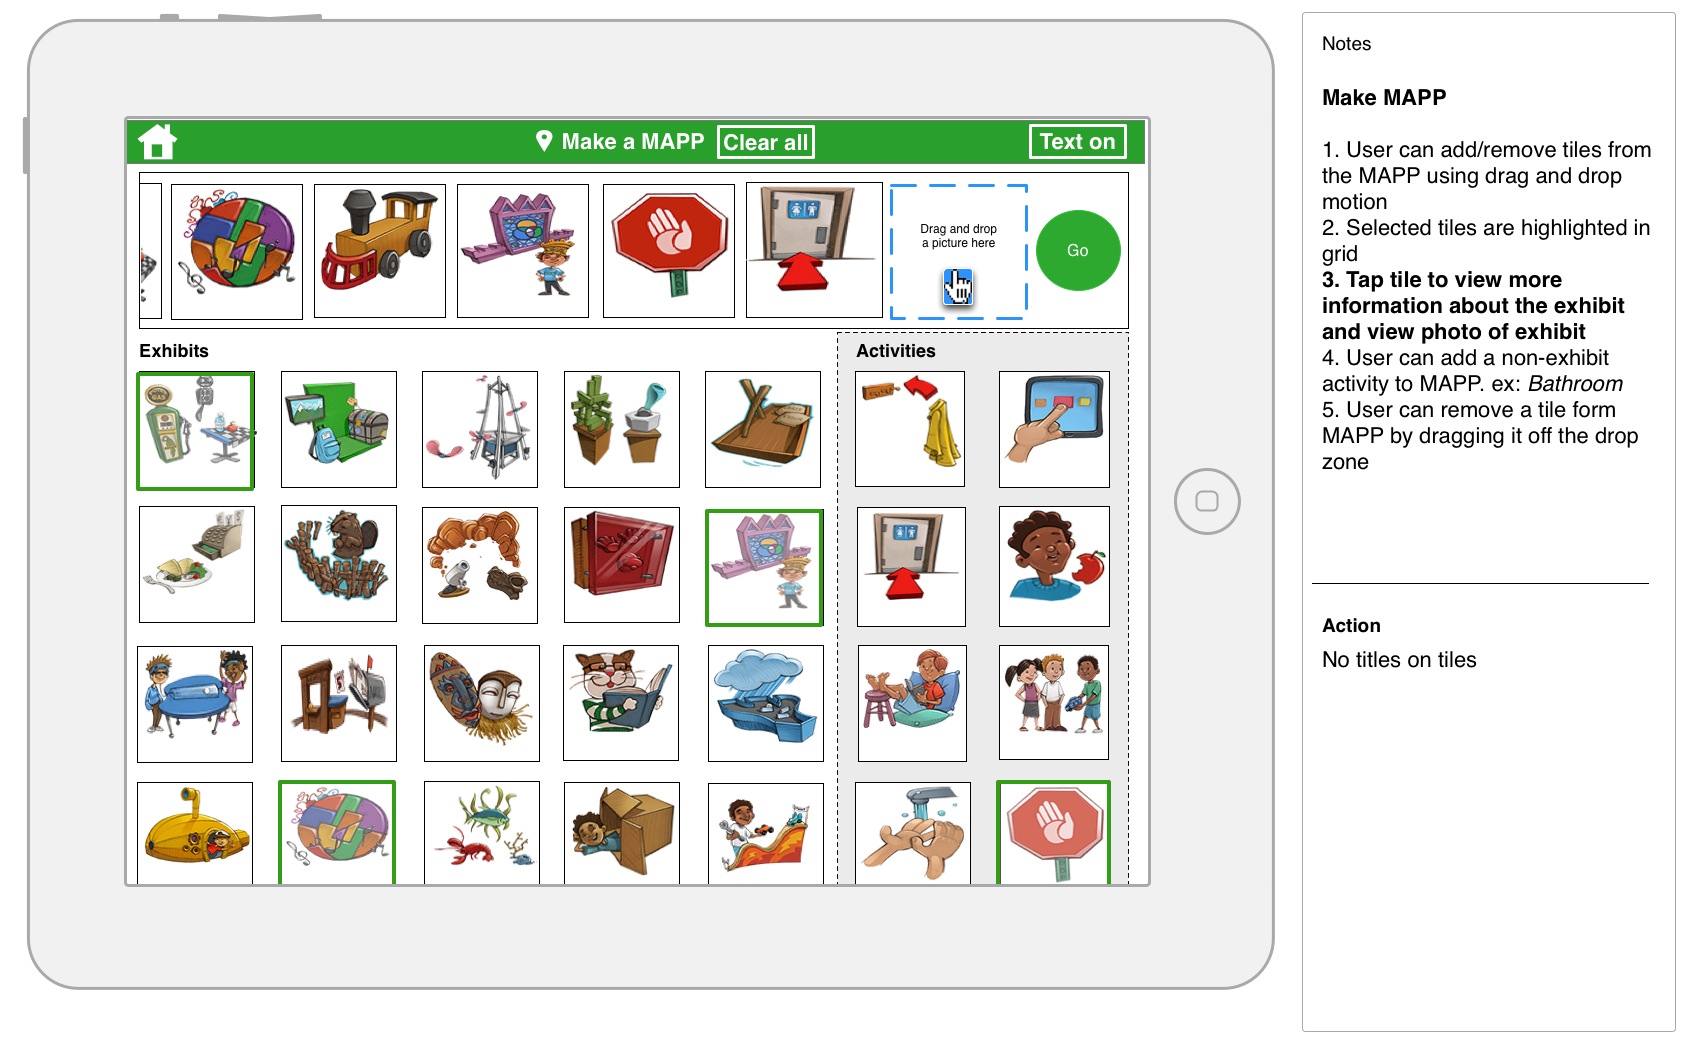 Make a MAPP
Clear all
Text on
Drag and drop
a picture here
Go
Exhibits
Activities
GAS
Notes
Make MAPP
1. User can add/remove tiles from
the MAPP using drag and drop
motion
2. Selected tiles are highlighted in
grid
3. Tap tile to view more
information about the exhibit
and view photo of exhibit
4. User can add a non-exhibit
activity to MAPP. ex: Bathroom
5. User can remove a tile form
MAPP by dragging it off the drop
zone
Action
No titles on tiles